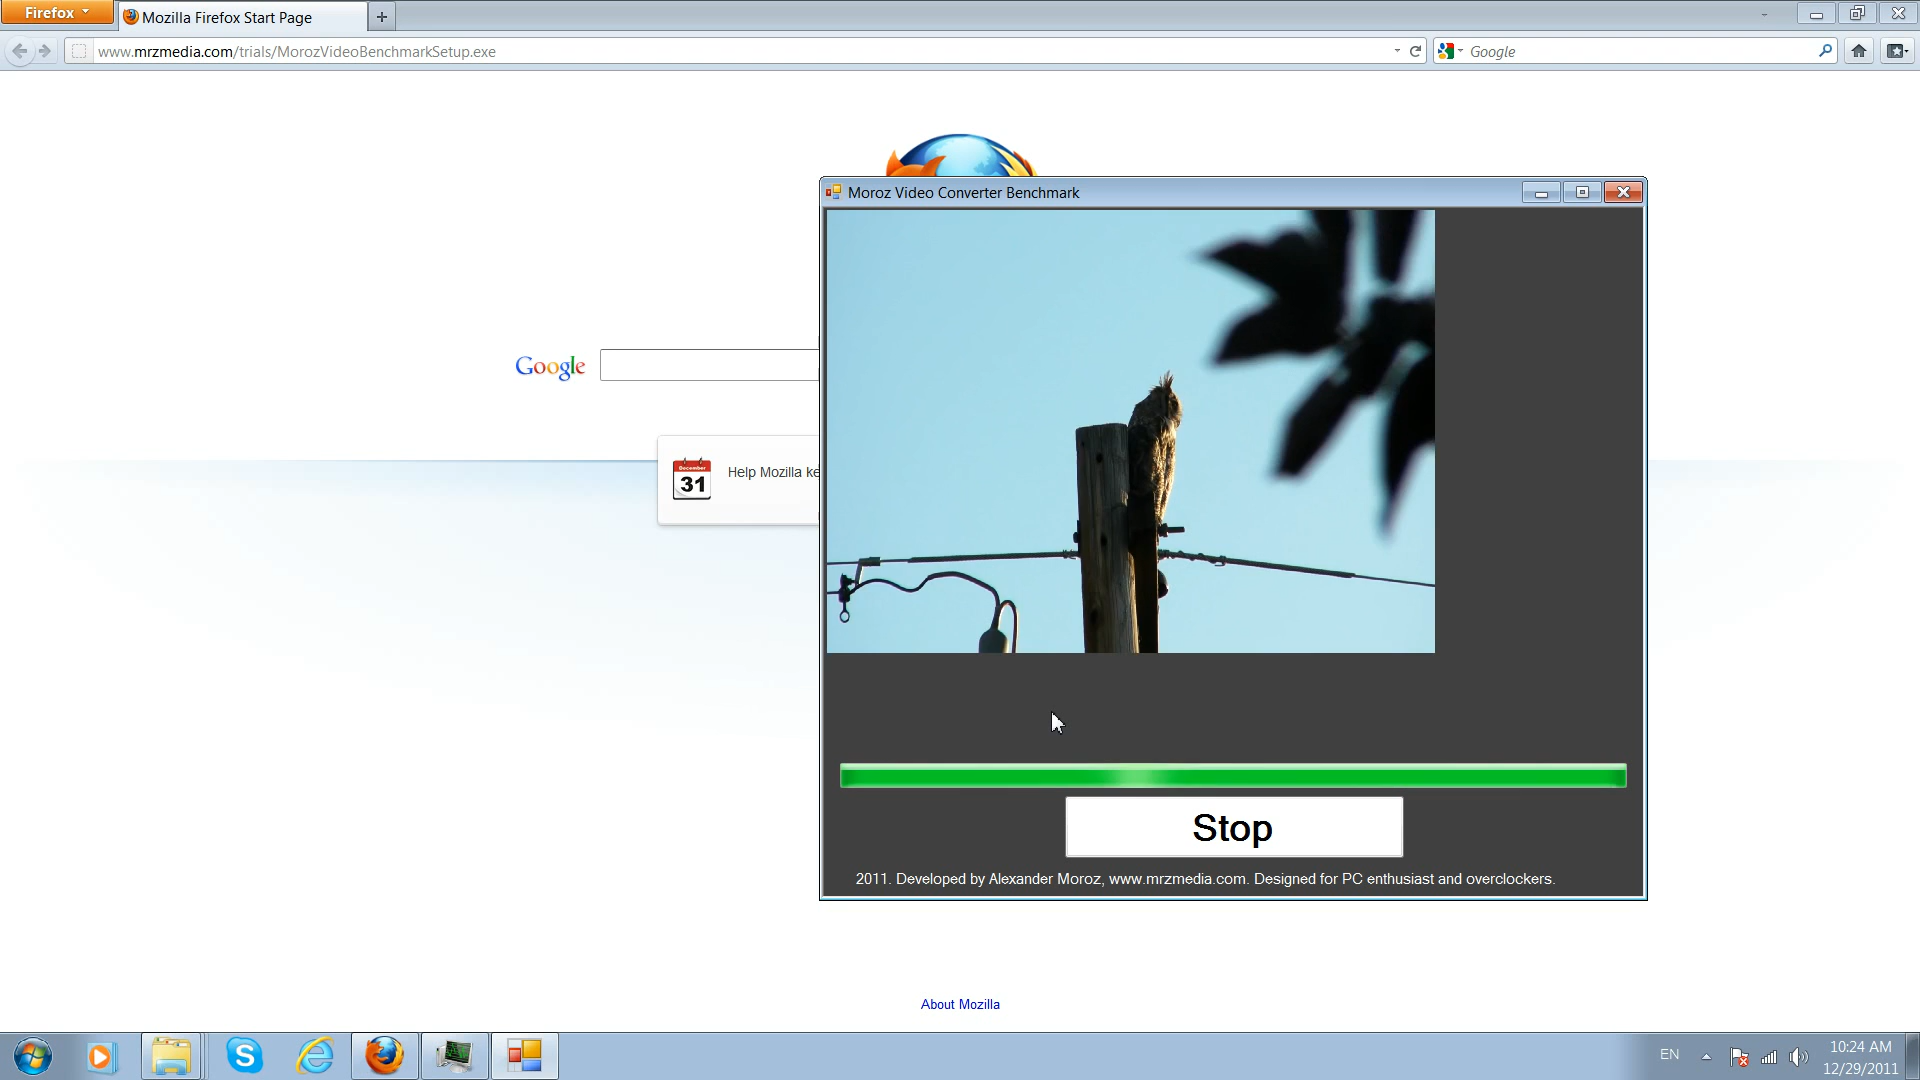 Firefox
Mozilla Firefox Start Page
www.mrzmedia.com/trials/MorozVideoBenchmarkSetup.exe
Google
Moroz Video Converter Benchmark
Google
December
31
Help Mozilla ke
Stop
2011. Developed by Alexander Moroz, www.mrzmedia.com. Designed for PC enthusiast and overclockers.
About Mozilla
EN
10:24 AM
12/29/2011